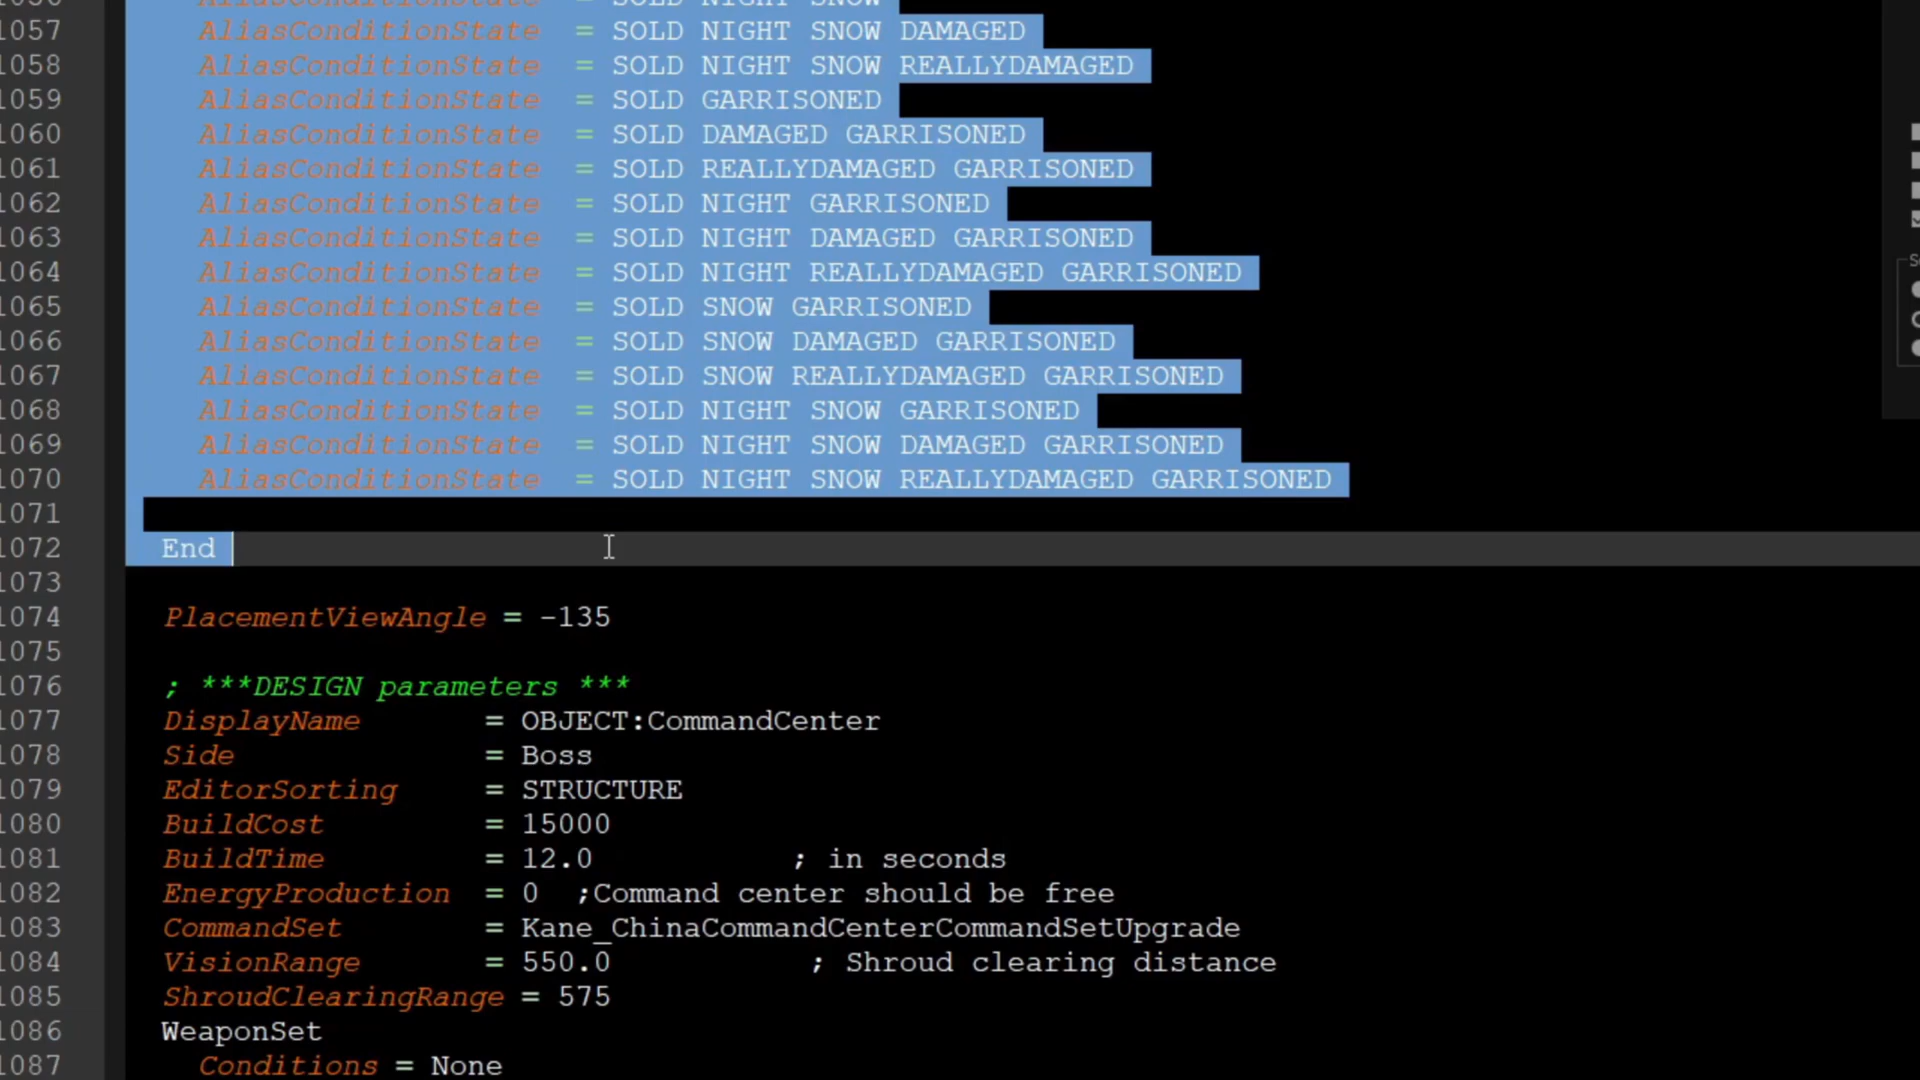 1057 AliasConditionState = SOLD NIGHT SNOW DAMAGED
1058 AliasConditionState = SOLD NIGHT SNOW REALLYDAMAGED
1059 AliasConditionState = SOLD GARRISONED
1060 AliasConditionState = SOLD DAMAGED GARRISONED
1061 AliasConditionState = SOLD REALLYDAMAGED GARRISONED
1062 AliasConditionState = SOLD NIGHT GARRISONED
1063 AliasConditionState = SOLD NIGHT DAMAGED GARRISONED
1064 AliasConditionState = SOLD NIGHT REALLYDAMAGED GARRISONED
1065 AliasConditionState = SOLD SNOW GARRISONED
1066 AliasConditionState = SOLD SNOW DAMAGED GARRISONED
1067 AliasConditionState = SOLD SNOW REALLYDAMAGED GARRISONED
1068 AliasConditionState = SOLD NIGHT SNOW GARRISONED
1069 AliasConditionState = SOLD NIGHT SNOW DAMAGED GARRISONED
1070 AliasConditionState = SOLD NIGHT SNOW REALLYDAMAGED GARRISONED
1071
1072 End
1073
1074 PlacementViewAngle = -135
1075
1076 ; ***DESIGN parameters ***
1077 DisplayName = OBJECT:CommandCenter
1078 Side = Boss
1079 EditorSorting = STRUCTURE
1080 BuildCost = 15000
1081 BuildTime = 12.0 ; in seconds
1082 EnergyProduction = 0 ;Command center should be free
1083 CommandSet = Kane_ChinaCommandCenterCommandSetUpgrade
1084 VisionRange = 550.0 ; Shroud clearing distance
1085 ShroudClearingRange = 575
1086 WeaponSet
1087 Conditions = None